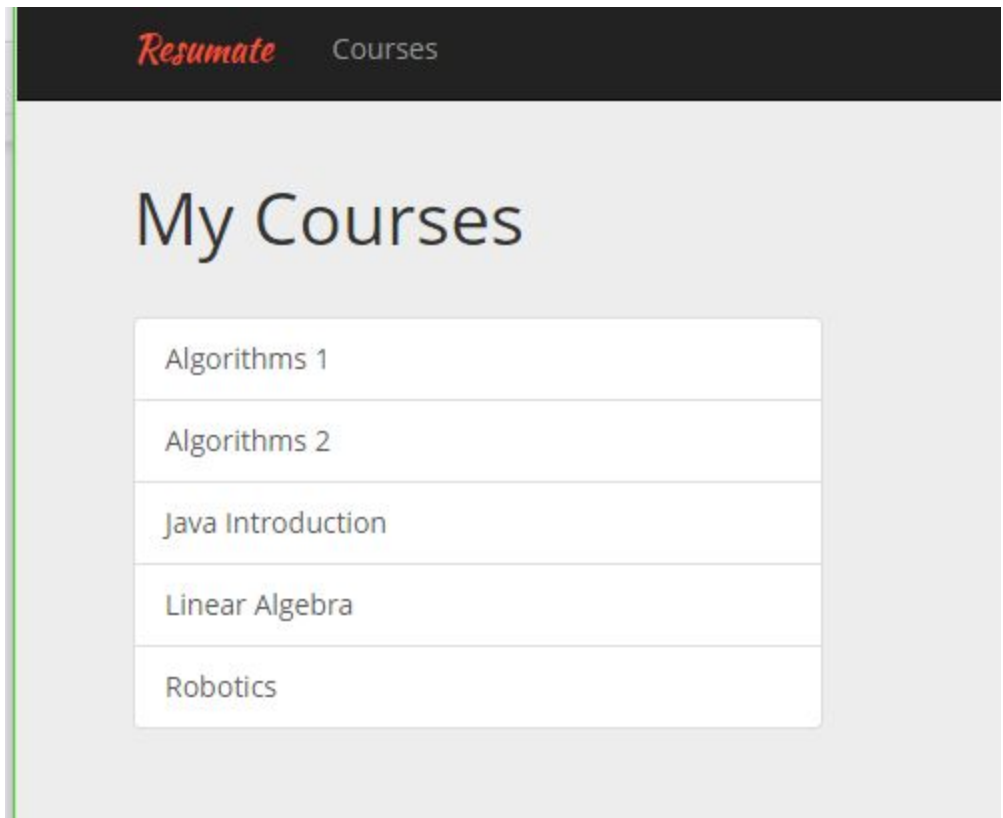 Resumate Courses
My Courses
Algorithms 1
Algorithms 2
Java Introduction
Linear Algebra
Robotics